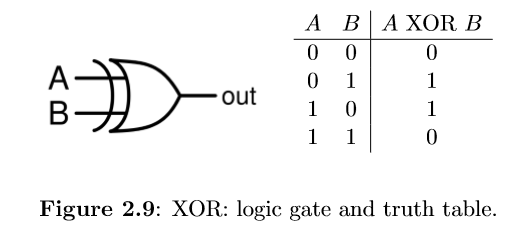 A
B
out
A B A XOR B
0 0 0
0 1 1
1 0 1
1 1 0
Figure 2.9: XOR: logic gate and truth table.